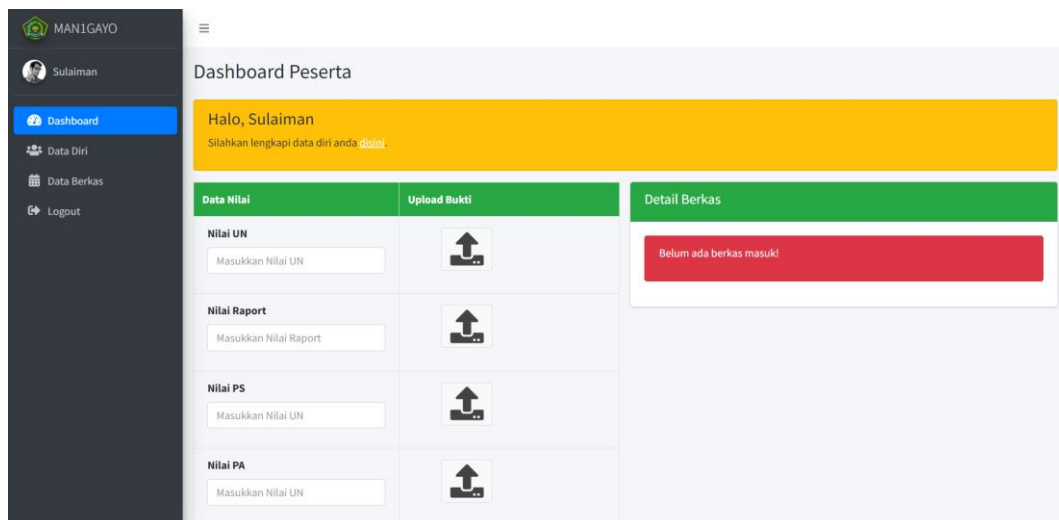 MAN1GAYO
Sulaiman
Dashboard
Data Diri
Data Berkas
Logout
Dashboard Peserta
Halo, Sulaiman
Silahkan lengkapi data diri anda disini.
Data Nilai
Upload Bukti
Nilai UN
Masukkan Nilai UN
Nilai Raport
Masukkan Nilai Raport
Nilai PS
Masukkan Nilai UN
Nilai PA
Masukkan Nilai UN
Detail Berkas
Belum ada berkas masuk!